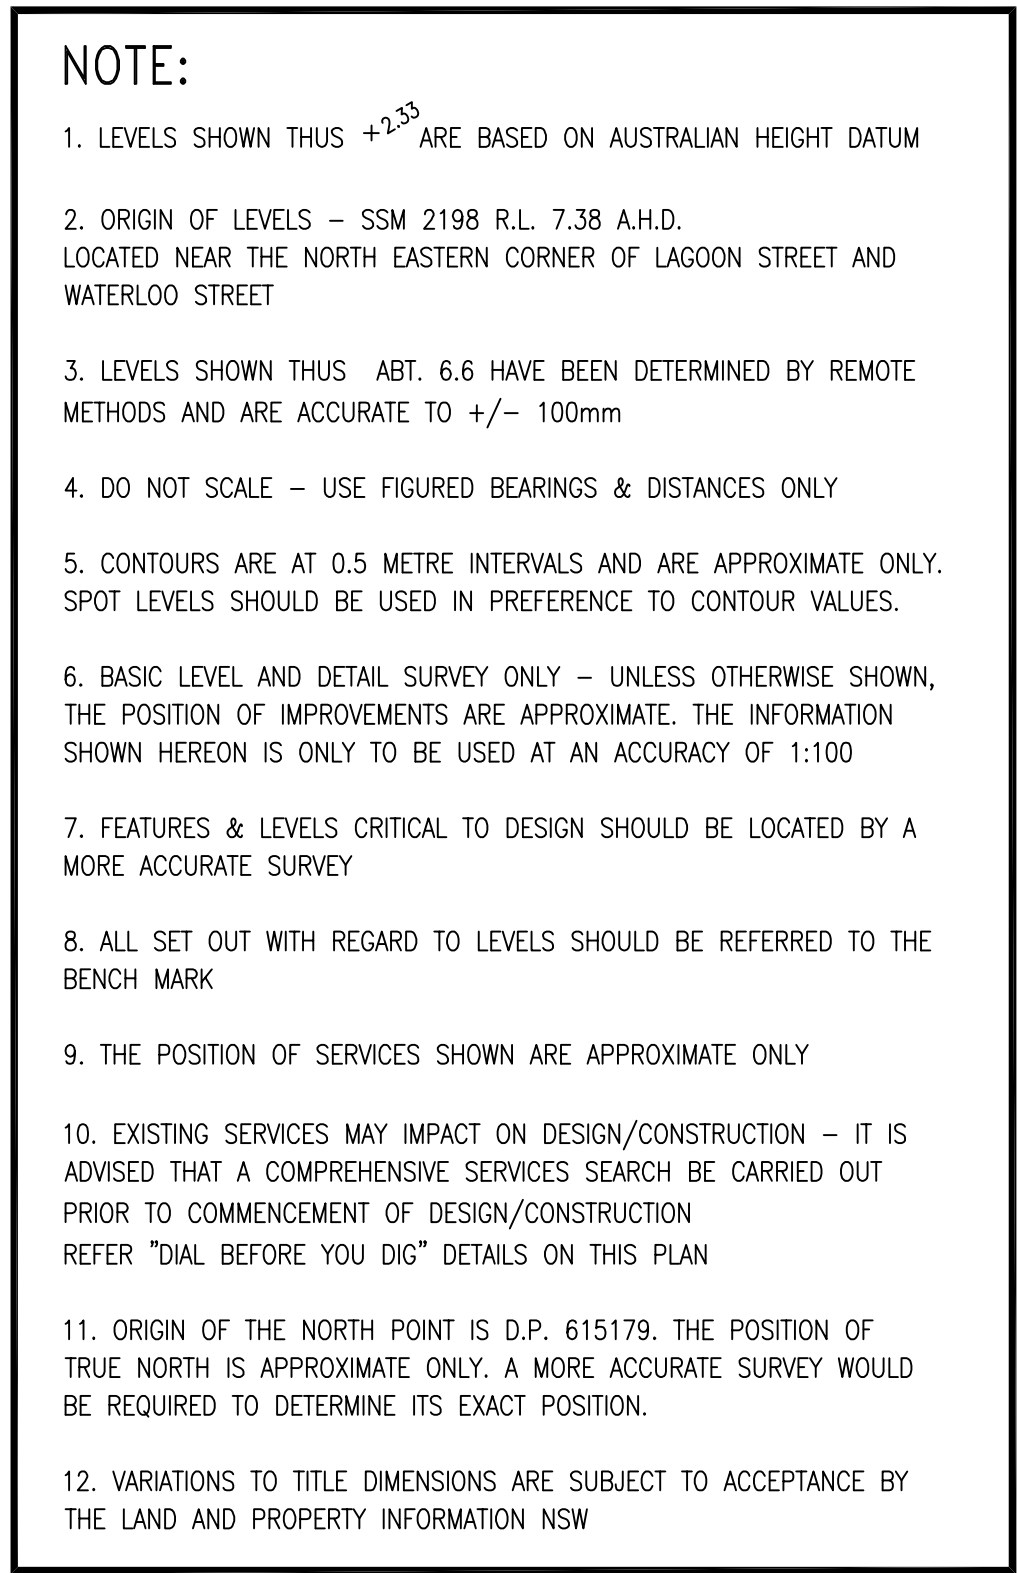 NOTE:
1. LEVELS SHOWN THUS +2.33 ARE BASED ON AUSTRALIAN HEIGHT DATUM
2. ORIGIN OF LEVELS – SSM 2198 R.L. 7.38 A.H.D.
LOCATED NEAR THE NORTH EASTERN CORNER OF LAGOON STREET AND
WATERLOO STREET
3. LEVELS SHOWN THUS ABT. 6.6 HAVE BEEN DETERMINED BY REMOTE
METHODS AND ARE ACCURATE TO +/– 100mm
4. DO NOT SCALE – USE FIGURED BEARINGS & DISTANCES ONLY
5. CONTOURS ARE AT 0.5 METRE INTERVALS AND ARE APPROXIMATE ONLY.
SPOT LEVELS SHOULD BE USED IN PREFERENCE TO CONTOUR VALUES.
6. BASIC LEVEL AND DETAIL SURVEY ONLY – UNLESS OTHERWISE SHOWN,
THE POSITION OF IMPROVEMENTS ARE APPROXIMATE. THE INFORMATION
SHOWN HEREON IS ONLY TO BE USED AT AN ACCURACY OF 1:100
7. FEATURES & LEVELS CRITICAL TO DESIGN SHOULD BE LOCATED BY A
MORE ACCURATE SURVEY
8. ALL SET OUT WITH REGARD TO LEVELS SHOULD BE REFERRED TO THE
BENCH MARK
9. THE POSITION OF SERVICES SHOWN ARE APPROXIMATE ONLY
10. EXISTING SERVICES MAY IMPACT ON DESIGN/CONSTRUCTION – IT IS
ADVISED THAT A COMPREHENSIVE SERVICES SEARCH BE CARRIED OUT
PRIOR TO COMMENCEMENT OF DESIGN/CONSTRUCTION
REFER "DIAL BEFORE YOU DIG" DETAILS ON THIS PLAN
11. ORIGIN OF THE NORTH POINT IS D.P. 615179. THE POSITION OF
TRUE NORTH IS APPROXIMATE ONLY. A MORE ACCURATE SURVEY WOULD
BE REQUIRED TO DETERMINE ITS EXACT POSITION.
12. VARIATIONS TO TITLE DIMENSIONS ARE SUBJECT TO ACCEPTANCE BY
THE LAND AND PROPERTY INFORMATION NSW